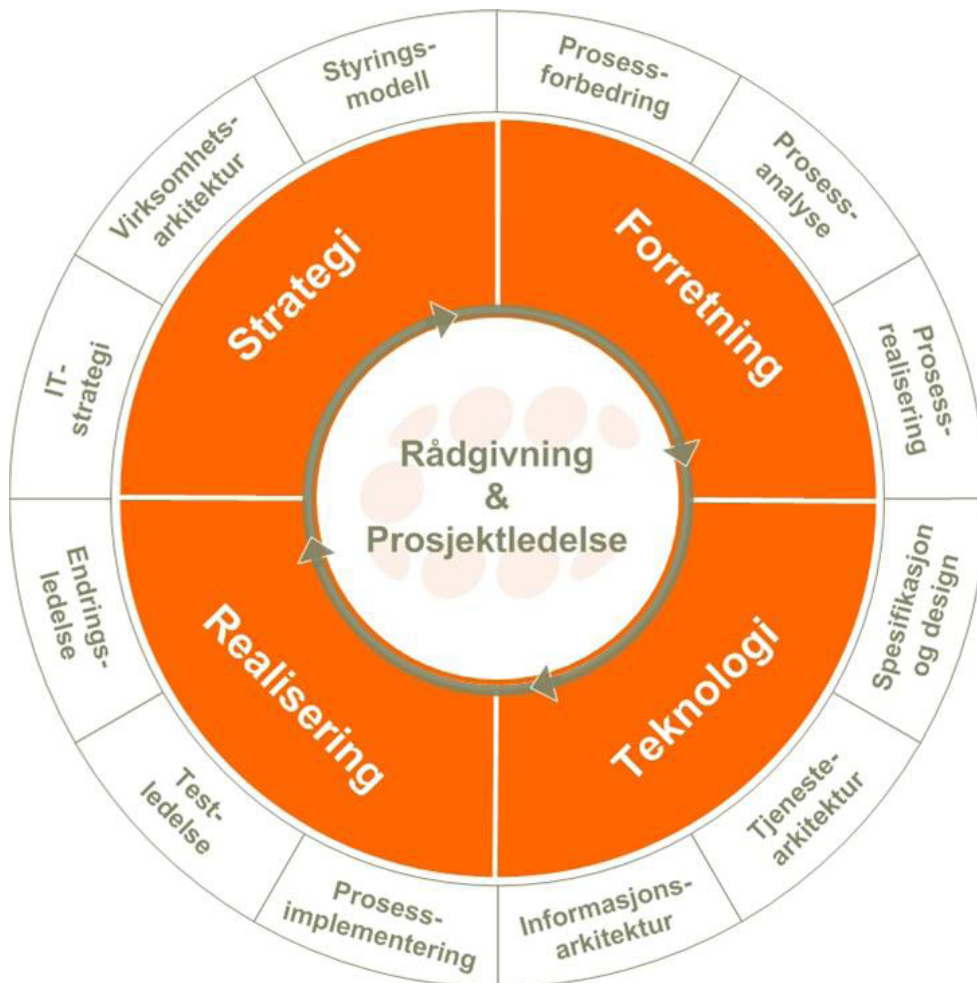 Styrings-
modell
Prosess-
forbedring
Prosess-
analyse
Prosess-
realisering
Spesifikasjon
og design
Tjeneste-
arkitektur
Informasjons-
arkitektur
Prosess-
implementering
Test-
ledelse
Endrings-
ledelse
IT-
strategi
Virksomhets-
arkitektur
Strategi
Forretning
Teknologi
Realisering
Rådgivning
&
Prosjektledelse